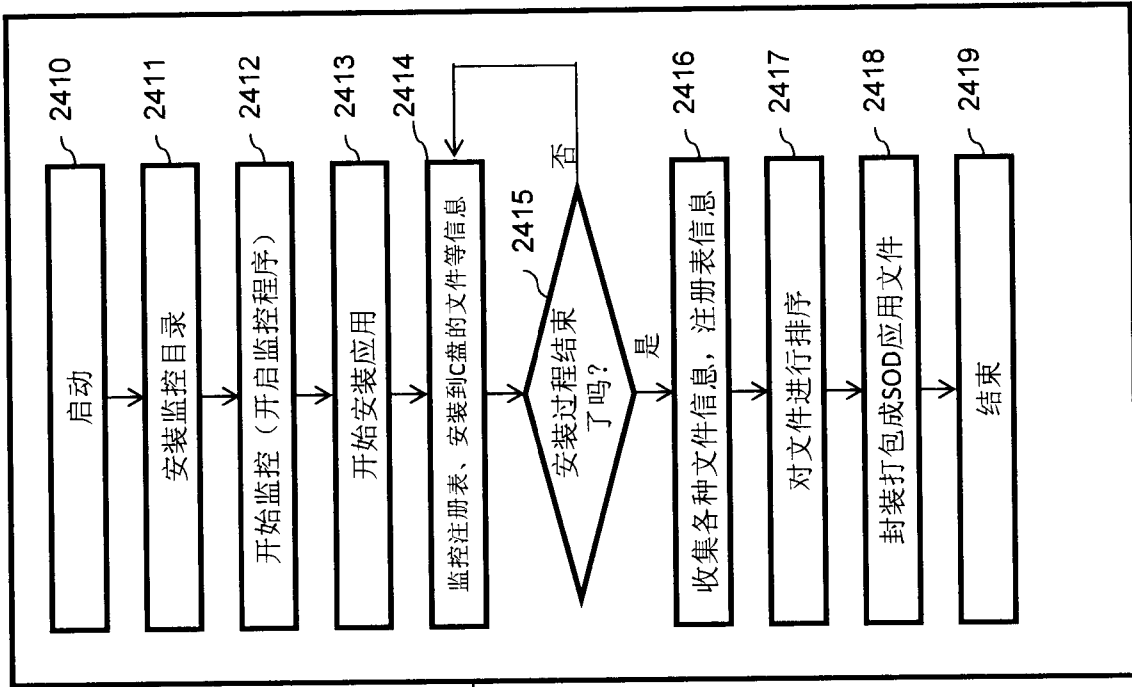 启动
2410
安装监控目录
2411
开始监控（开启监控程序）
2412
开始安装应用
2413
监控注册表、安装到C盘的文件等信息
2414
安装过程结束
了吗？
2415
否
是
收集各种文件信息，注册表信息
2416
对文件进行排序
2417
封装打包成SOD应用文件
2418
结束
2419